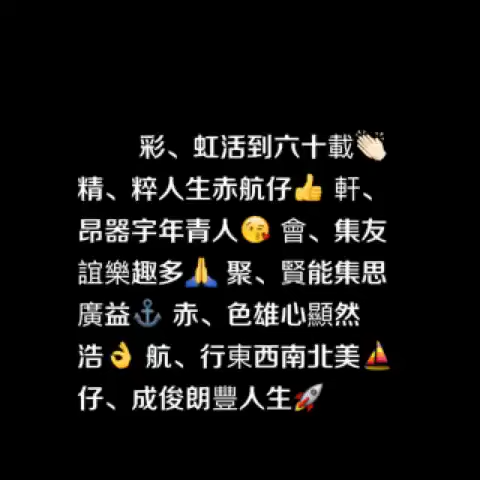 彩、虹活到六十載👏🏻
精、粹人生赤航仔👍 軒、
昂器宇年青人😘 會、集友
誼樂趣多🙏 聚、賢能集思
廣益⚓ 赤、色雄心顯然
浩👌 航、行東西南北美⛵
仔、成俊朗豐人生🚀